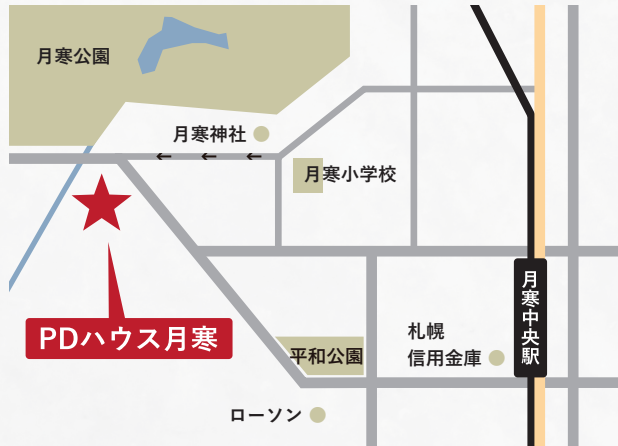 月寒公園
月寒神社
月寒小学校
PDハウス月寒
月寒中央駅
平和公園
札幌
信用金庫
ローソン